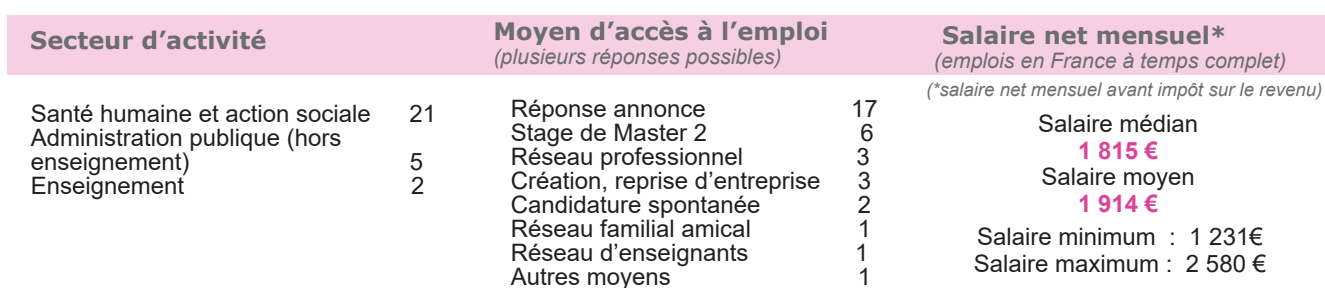 Secteur d'activité
Santé humaine et action sociale 21
Administration publique (hors
enseignement) 5
Enseignement 2
Moyen d'accès à l'emploi
(plusieurs réponses possibles)
Réponse annonce 17
Stage de Master 2 6
Réseau professionnel 3
Création, reprise d'entreprise 3
Candidature spontanée 2
Réseau familial amical 1
Réseau d'enseignants 1
Autres moyens 1
Salaire net mensuel*
(emplois en France à temps complet)
(*salaire net mensuel avant impôt sur le revenu)
Salaire médian
1 815 €
Salaire moyen
1 914 €
Salaire minimum : 1 231€
Salaire maximum : 2 580 €